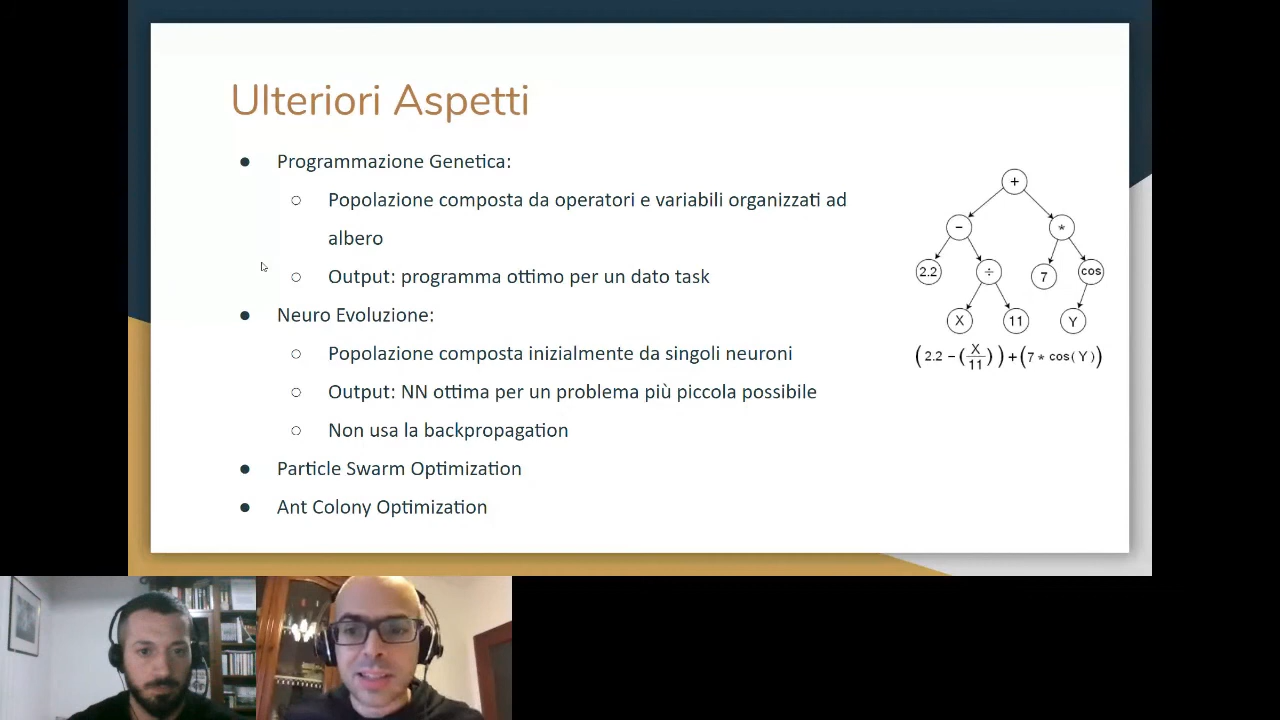 Ulteriori Aspetti
● Programmazione Genetica:
○ Popolazione composta da operatori e variabili organizzati ad
albero
○ Output: programma ottimo per un dato task
● Neuro Evoluzione:
○ Popolazione composta inizialmente da singoli neuroni
○ Output: NN ottima per un problema più piccola possibile
○ Non usa la backpropagation
● Particle Swarm Optimization
● Ant Colony Optimization
+
− *
2.2 ÷ 7 cos
X 11 Y
(2.2 − (X/11)) + (7 * cos(Y))